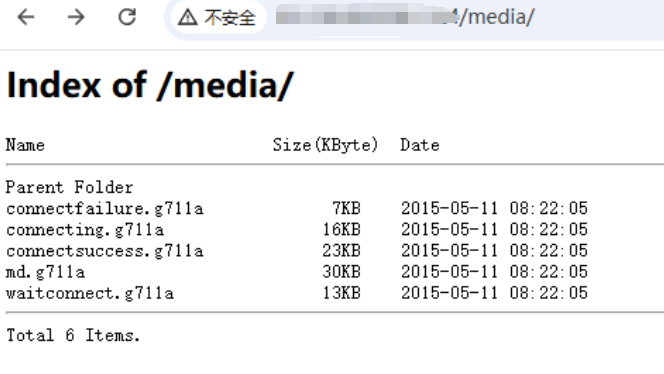 不安全 /media/
Index of /media/
Name Size(KByte) Date
Parent Folder
connectfailure.g711a 7KB 2015-05-11 08:22:05
connecting.g711a 16KB 2015-05-11 08:22:05
connectsuccess.g711a 23KB 2015-05-11 08:22:05
md.g711a 30KB 2015-05-11 08:22:05
waitconnect.g711a 13KB 2015-05-11 08:22:05
Total 6 Items.